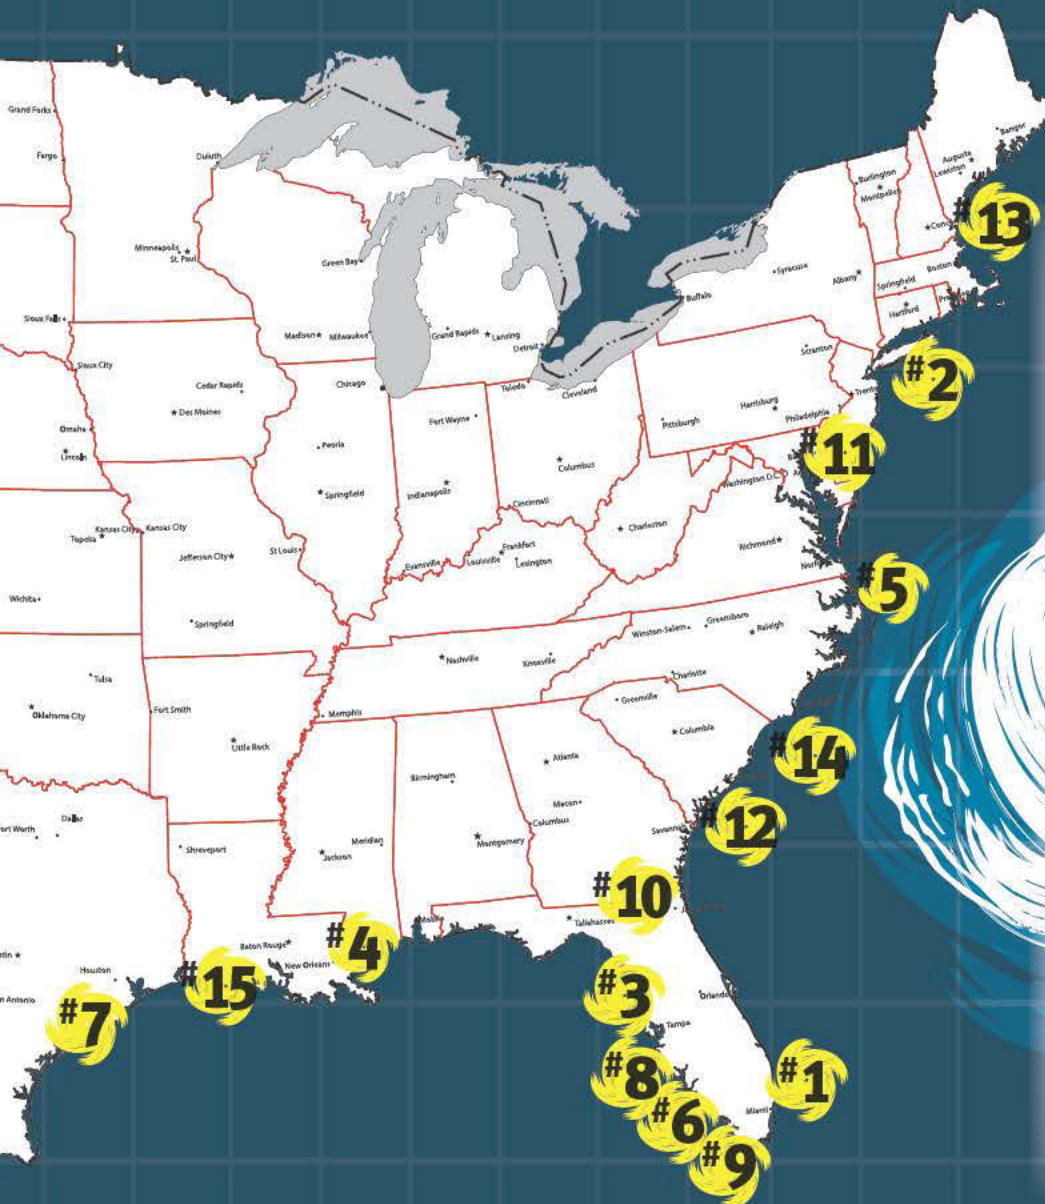 Bangor
Grand Forks
Fargo
Duluth
Augusta
Lewiston
Burlington
Montpelier
#13
Minneapolis
St. Paul
Green Bay
Syracuse
Albany
Boston
Springfield
Buffalo
Hartford
Sioux Falls
Madison
Milwaukee
Grand Rapids
Lansing
Detroit
Scranton
Sioux City
#2
Cedar Rapids
Chicago
Toledo
Cleveland
Des Moines
Fort Wayne
Harrisburg
Philadelphia
Pittsburgh
Omaha
Peoria
#11
Lincoln
Columbus
Washington D.C.
Springfield
Indianapolis
Cincinnati
Charleston
Kansas City
Kansas City
Topeka
Jefferson City
St Louis
Frankfort
Louisville
Lexington
Evansville
Richmond
#5
Wichita
Springfield
Winston-Salem
Greensboro
Raleigh
Nashville
Knoxville
Tulsa
Charlotte
Greenville
Oklahoma City
Fort Smith
Memphis
Columbia
Little Rock
#14
Atlanta
Birmingham
Macon
Columbus
Dallas
ort Worth
Savannah
#12
Meridian
Montgomery
Shreveport
Jackson
#10
Mobile
Tallahassee
Baton Rouge
#4
tin
New Orleans
Houston
#15
n Antonio
#3
Orlando
#7
Tampa
#8
#1
Miami
#6
#9